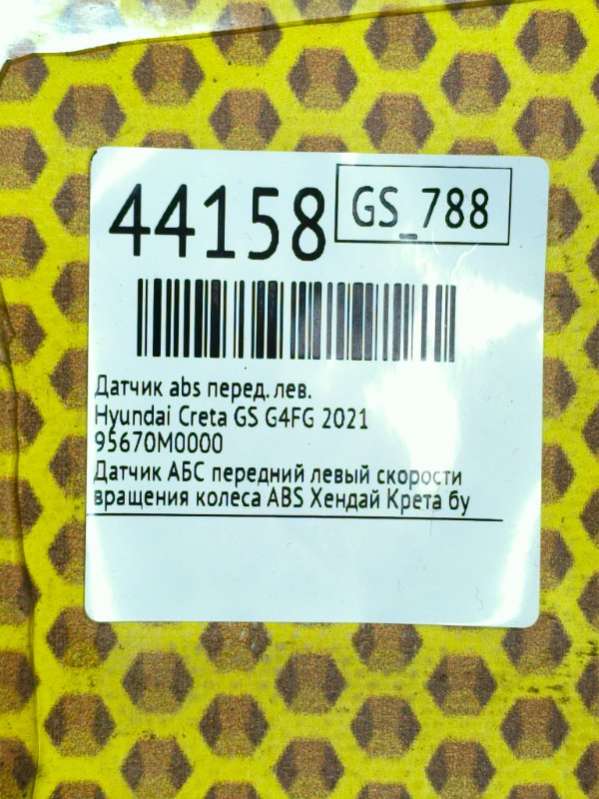 44158
GS_788
Датчик abs перед. лев.
Hyundai Creta GS G4FG 2021
95670M0000
Датчик АБС передний левый скорости
вращения колеса ABS Хендай Крета бу